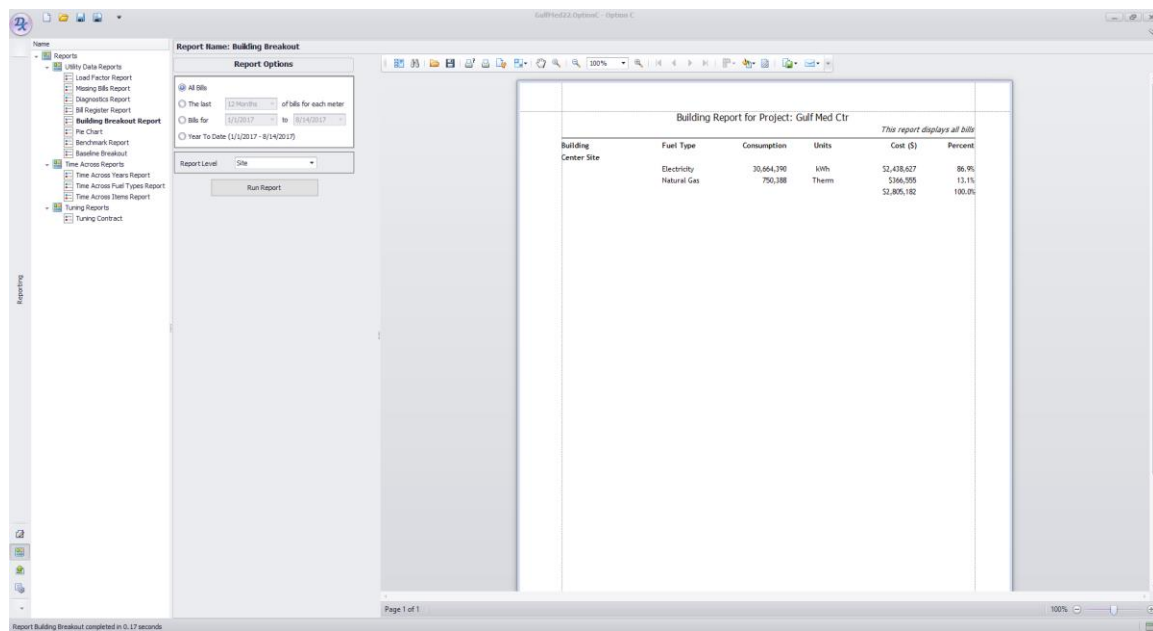 GulfMed22.OptionC - Option C
Name
Reports
Utility Data Reports
Load Factor Report
Missing Bills Report
Diagnostics Report
Bill Register Report
Building Breakout Report
Pie Chart
Benchmark Report
Baseline Breakout
Time Across Reports
Time Across Years Report
Time Across Fuel Types Report
Time Across Items Report
Tuning Reports
Tuning Contract
Reporting
Report Name: Building Breakout
Report Options
All Bills
The last 12 Months of bills for each meter
Bills for 1/1/2017 to 8/14/2017
Year To Date (1/1/2017 - 8/14/2017)
Report Level Site
Run Report
100%
Building Report for Project: Gulf Med Ctr
This report displays all bills
Building Fuel Type Consumption Units Cost ($) Percent
Center Site
Electricity 30,664,390 kWh $2,438,627 86.9%
Natural Gas 750,388 Therm $366,555 13.1%
$2,805,182 100.0%
Page 1 of 1 100%
Report Building Breakout completed in 0.17 seconds